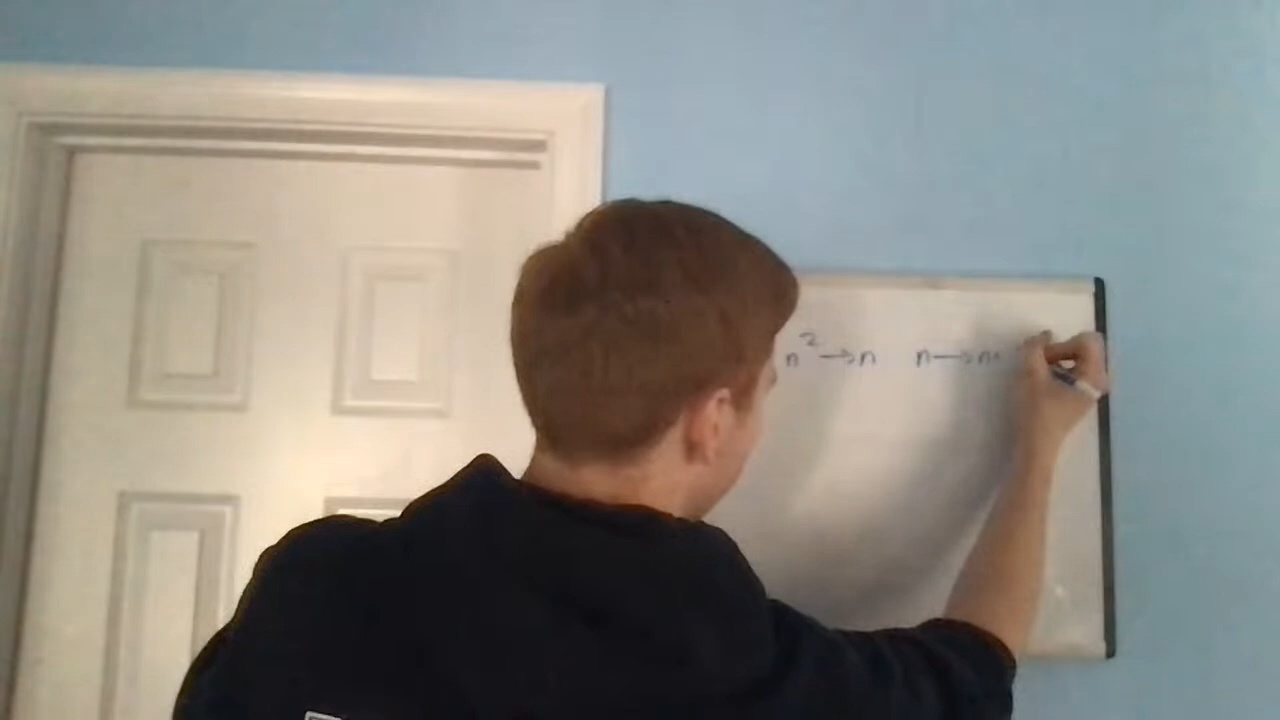 n² → n n → n